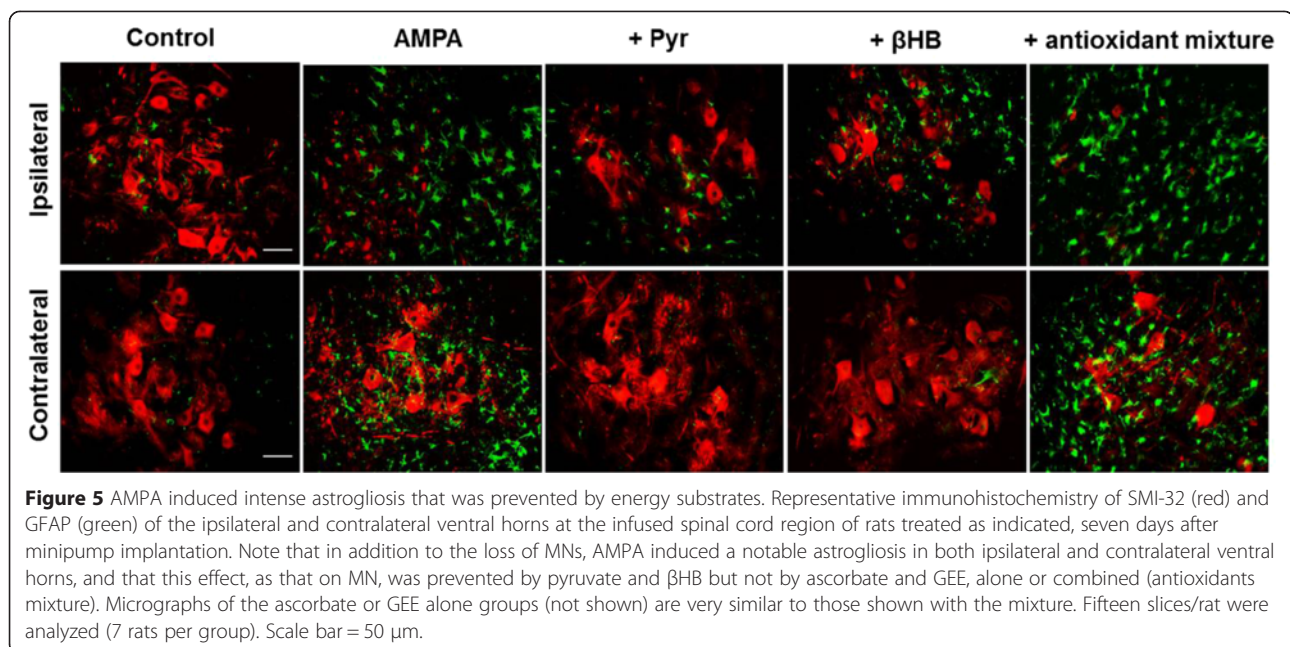 Control AMPA + Pyr + βHB + antioxidant mixture
Ipsilateral
Contralateral
Figure 5 AMPA induced intense astrogliosis that was prevented by energy substrates. Representative immunohistochemistry of SMI-32 (red) and
GFAP (green) of the ipsilateral and contralateral ventral horns at the infused spinal cord region of rats treated as indicated, seven days after
minipump implantation. Note that in addition to the loss of MNs, AMPA induced a notable astrogliosis in both ipsilateral and contralateral ventral
horns, and that this effect, as that on MN, was prevented by pyruvate and βHB but not by ascorbate and GEE, alone or combined (antioxidants
mixture). Micrographs of the ascorbate or GEE alone groups (not shown) are very similar to those shown with the mixture. Fifteen slices/rat were
analyzed (7 rats per group). Scale bar = 50 μm.